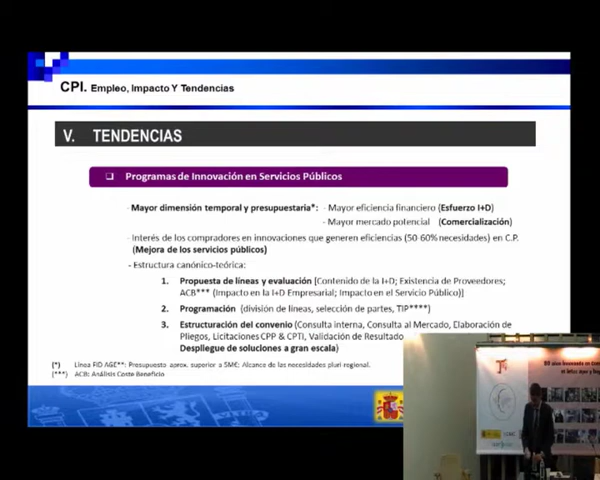 CPI. Empleo, Impacto Y Tendencias
V. TENDENCIAS
Programas de Innovación en Servicios Públicos
- Mayor dimensión temporal y presupuestaria*: - Mayor eficiencia financiero (Esfuerzo I+D)
- Mayor mercado potencial (Comercialización)
- Interés de los compradores en innovaciones que generen eficiencias (50-60% necesidades) en C.P.
(Mejora de los servicios públicos)
- Estructura canónico-teórica:
1. Propuesta de líneas y evaluación [Contenido de la I+D; Existencia de Proveedores;
ACB*** (Impacto en la I+D Empresarial; Impacto en el Servicio Público)]
2. Programación (división de líneas, selección de partes, TIP****)
3. Estructuración del convenio (Consulta interna, Consulta al Mercado, Elaboración de
Pliegos, Licitaciones CPP & CPTI, Validación de Resultado
Despliegue de soluciones a gran escala)
(*) Línea FID AGE**: Presupuesto aprox. superior a 5M€; Alcance de las necesidades pluri regional.
(***) ACB: Análisis Coste Beneficio